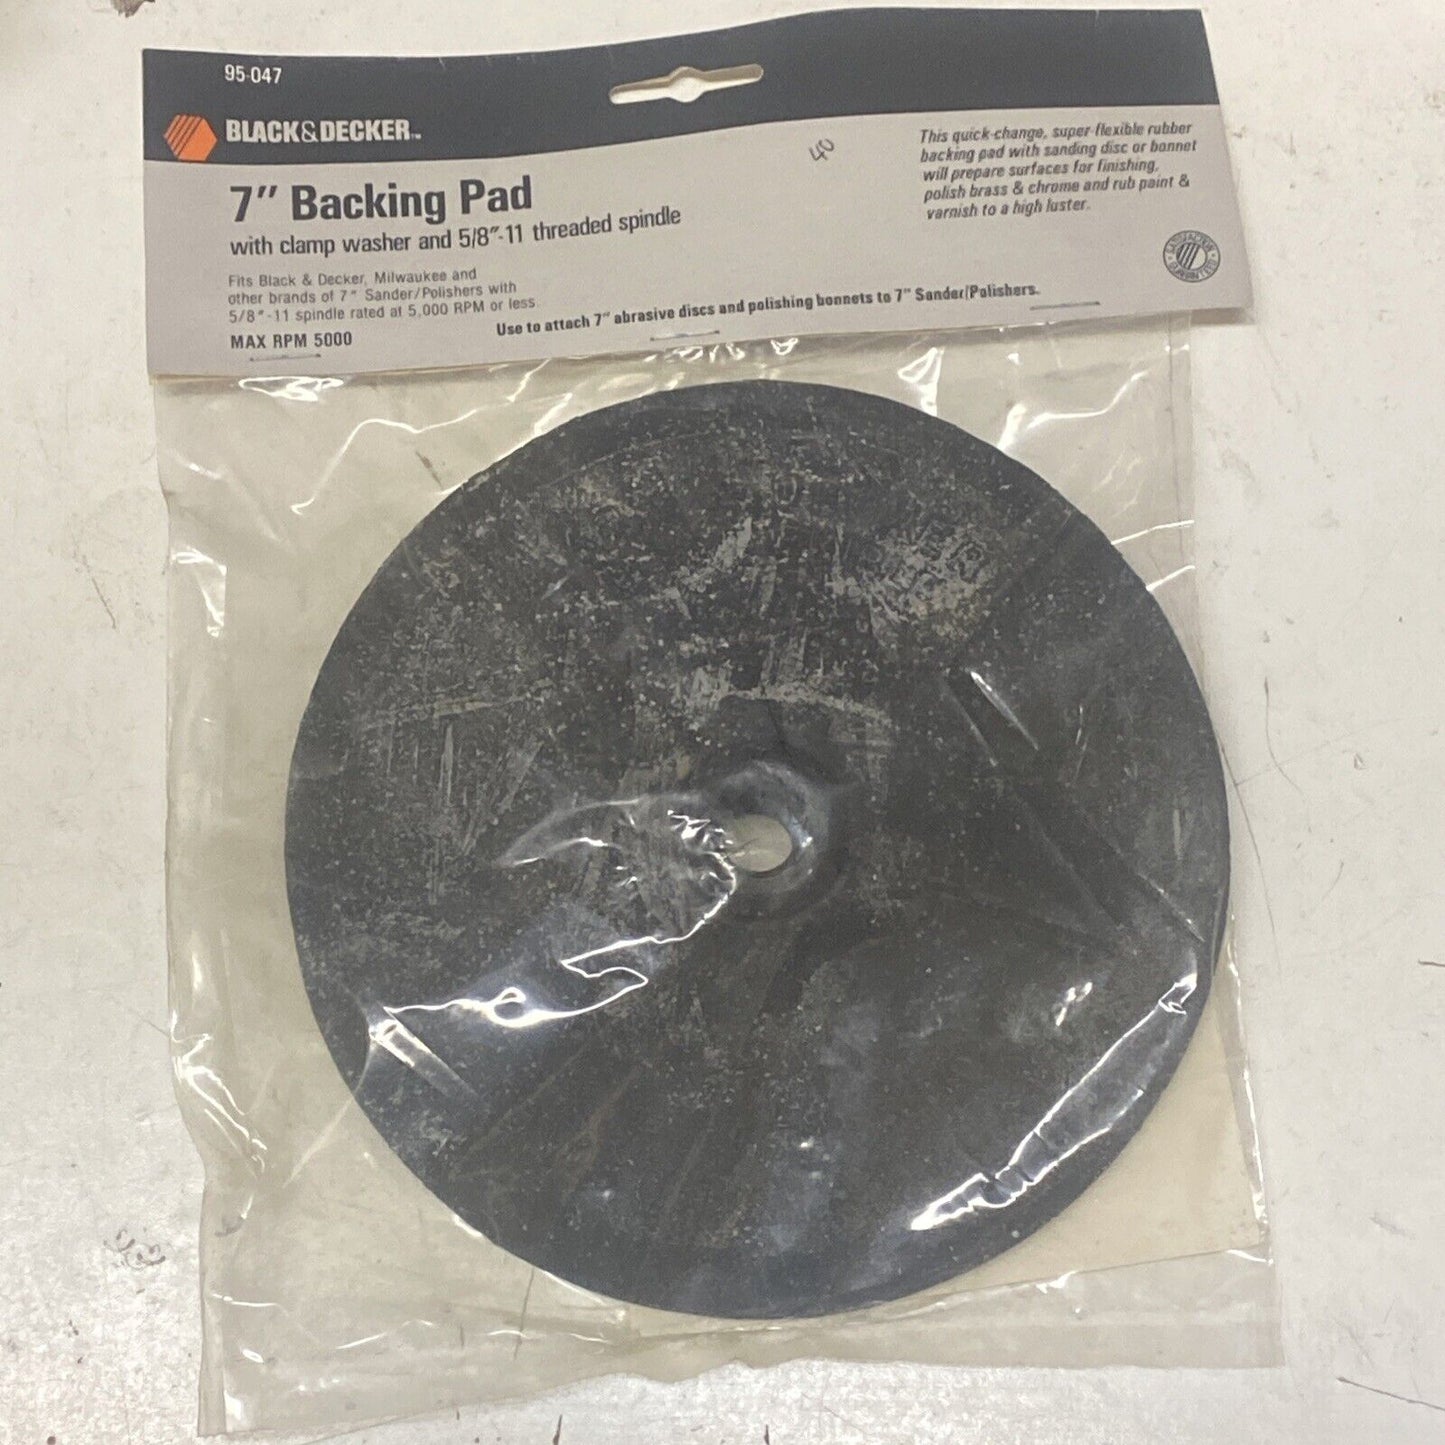 95-047
BLACK&DECKER™
7" Backing Pad
with clamp washer and 5/8"-11 threaded spindle
Fits Black & Decker, Milwaukee and
other brands of 7" Sander/Polishers with
5/8"-11 spindle rated at 5,000 RPM or less.
MAX RPM 5000
Use to attach 7" abrasive discs and polishing bonnets to 7" Sander/Polishers.
40
This quick-change, super-flexible rubber
backing pad with sanding disc or bonnet
will prepare surfaces for finishing,
polish brass & chrome and rub paint &
varnish to a high luster.
SATISFACTION
GUARANTEED